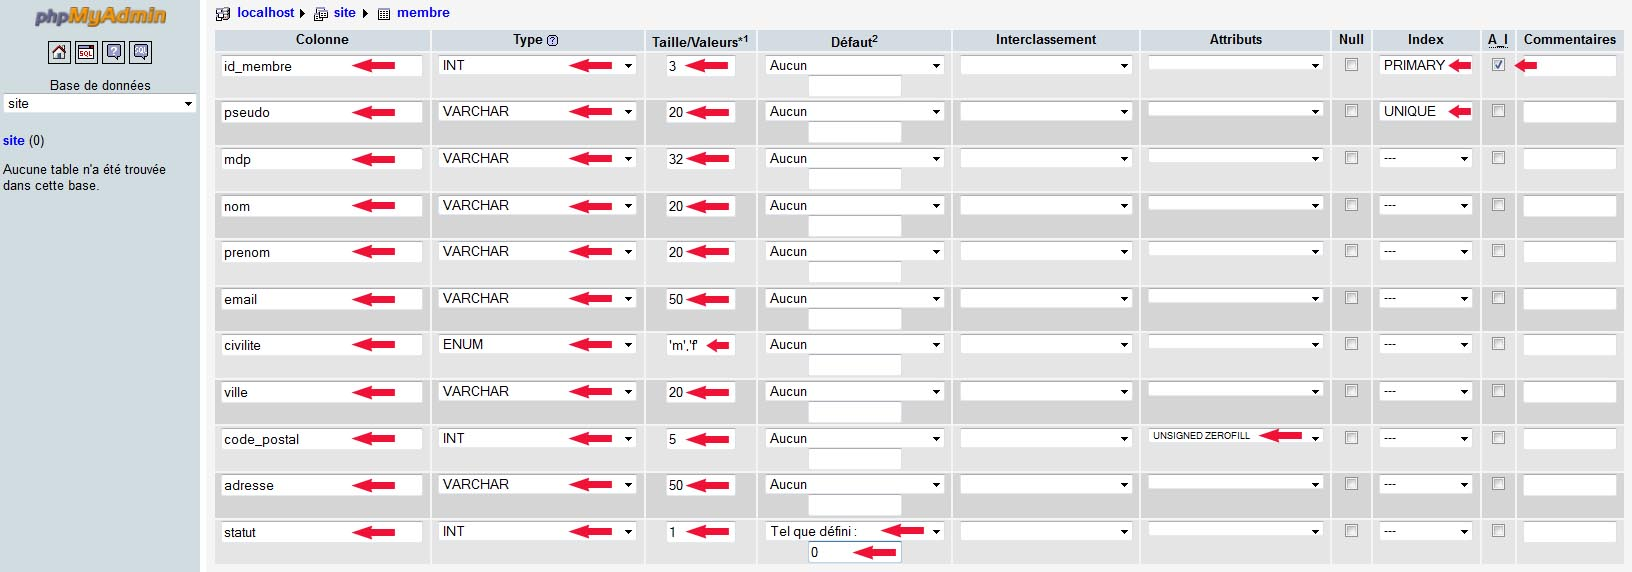 phpMyAdmin
SQL
?
SQL
Base de données
site
site (0)
Aucune table n'a été trouvée
dans cette base.
localhost site membre
Colonne Type ? Taille/Valeurs*1 Défaut2 Interclassement Attributs Null Index A_I Commentaires
id_membre INT 3 Aucun PRIMARY
pseudo VARCHAR 20 Aucun UNIQUE
mdp VARCHAR 32 Aucun ---
nom VARCHAR 20 Aucun ---
prenom VARCHAR 20 Aucun ---
email VARCHAR 50 Aucun ---
civilite ENUM 'm','f' Aucun ---
ville VARCHAR 20 Aucun ---
code_postal INT 5 Aucun UNSIGNED ZEROFILL ---
adresse VARCHAR 50 Aucun ---
statut INT 1 Tel que défini : ---
0